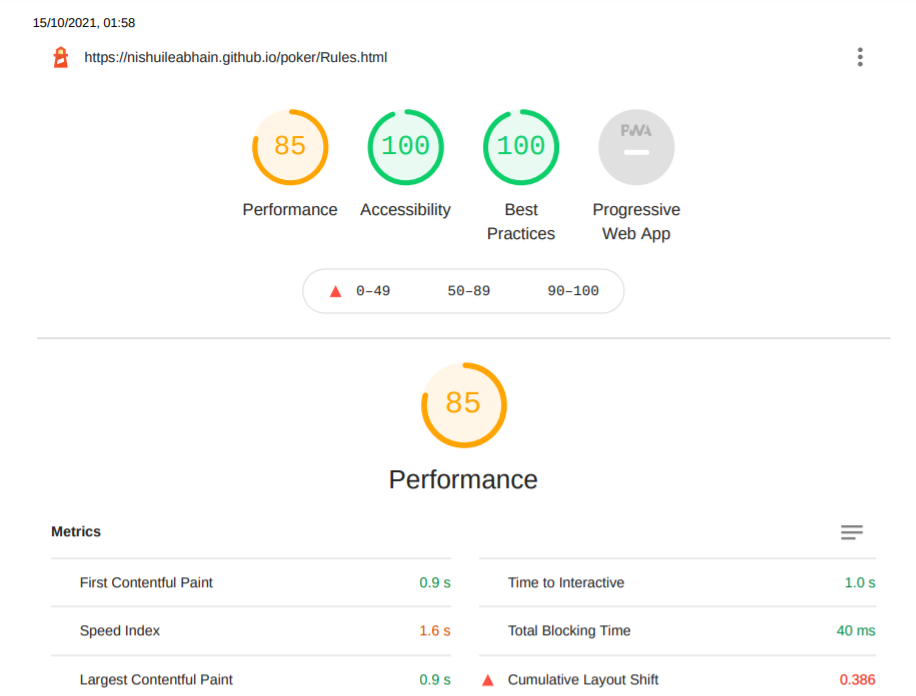 15/10/2021, 01:58
https://nishuileabhain.github.io/poker/Rules.html
85 100 100 PWA
Performance Accessibility Best Practices Progressive Web App
0–49 50–89 90–100
85
Performance
Metrics
First Contentful Paint 0.9 s
Time to Interactive 1.0 s
Speed Index 1.6 s
Total Blocking Time 40 ms
Largest Contentful Paint 0.9 s
Cumulative Layout Shift 0.386